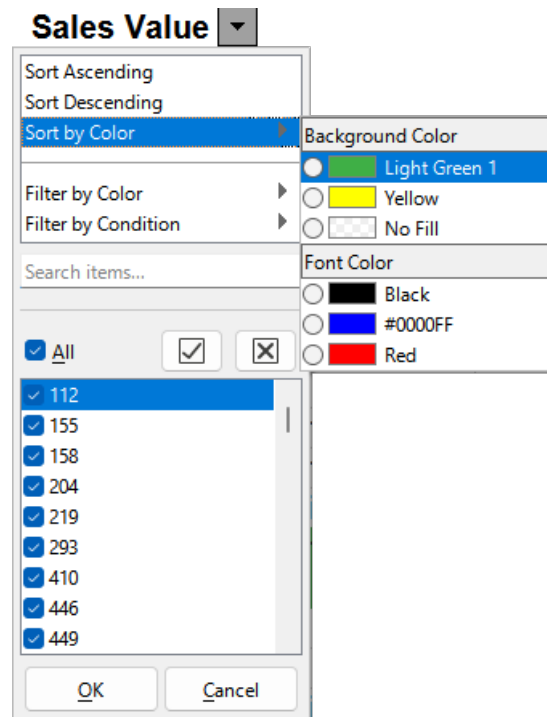 Sales Value
Sort Ascending
Sort Descending
Sort by Color
Filter by Color
Filter by Condition
Search items...
All
112
155
158
204
219
293
410
446
449
OK
Cancel
Background Color
Light Green 1
Yellow
No Fill
Font Color
Black
#0000FF
Red